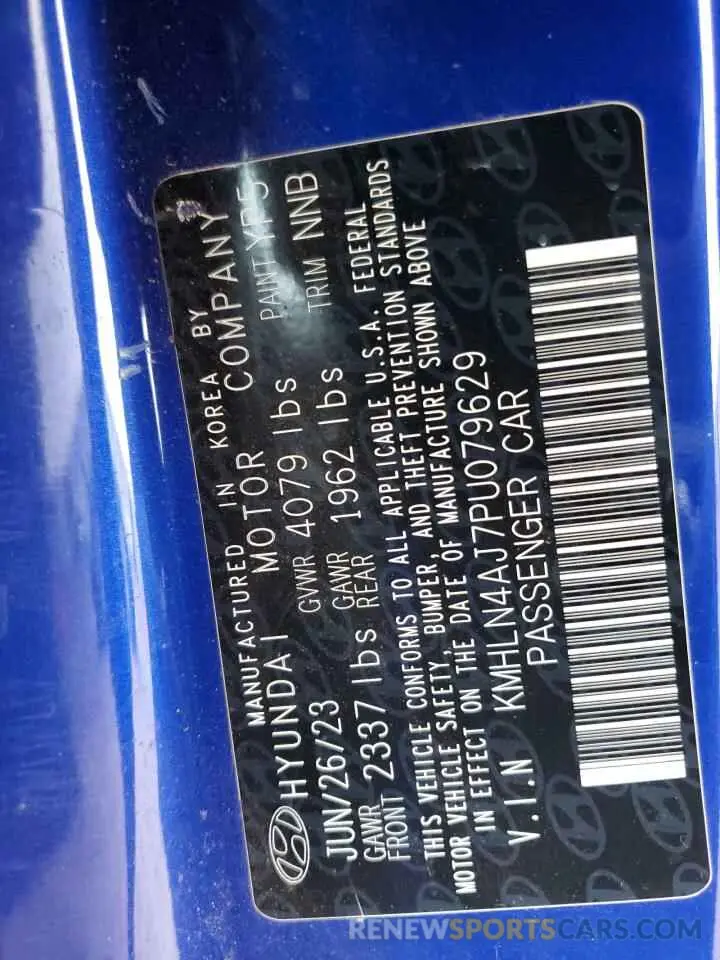 MANUFACTURED IN KOREA BY
HYUNDAI MOTOR COMPANY
JUN/26/23 GVWR 4079 lbs PAINT YP5
GAWR FRONT 2337 lbs GAWR REAR 1962 lbs TRIM NNB
THIS VEHICLE CONFORMS TO ALL APPLICABLE U.S.A. FEDERAL
MOTOR VEHICLE SAFETY, BUMPER, AND THEFT PREVENTION STANDARDS
IN EFFECT ON THE DATE OF MANUFACTURE SHOWN ABOVE
V.I.N KMHLN4AJ7PU079629
PASSENGER CAR
RENEWSPORTSCARS.COM